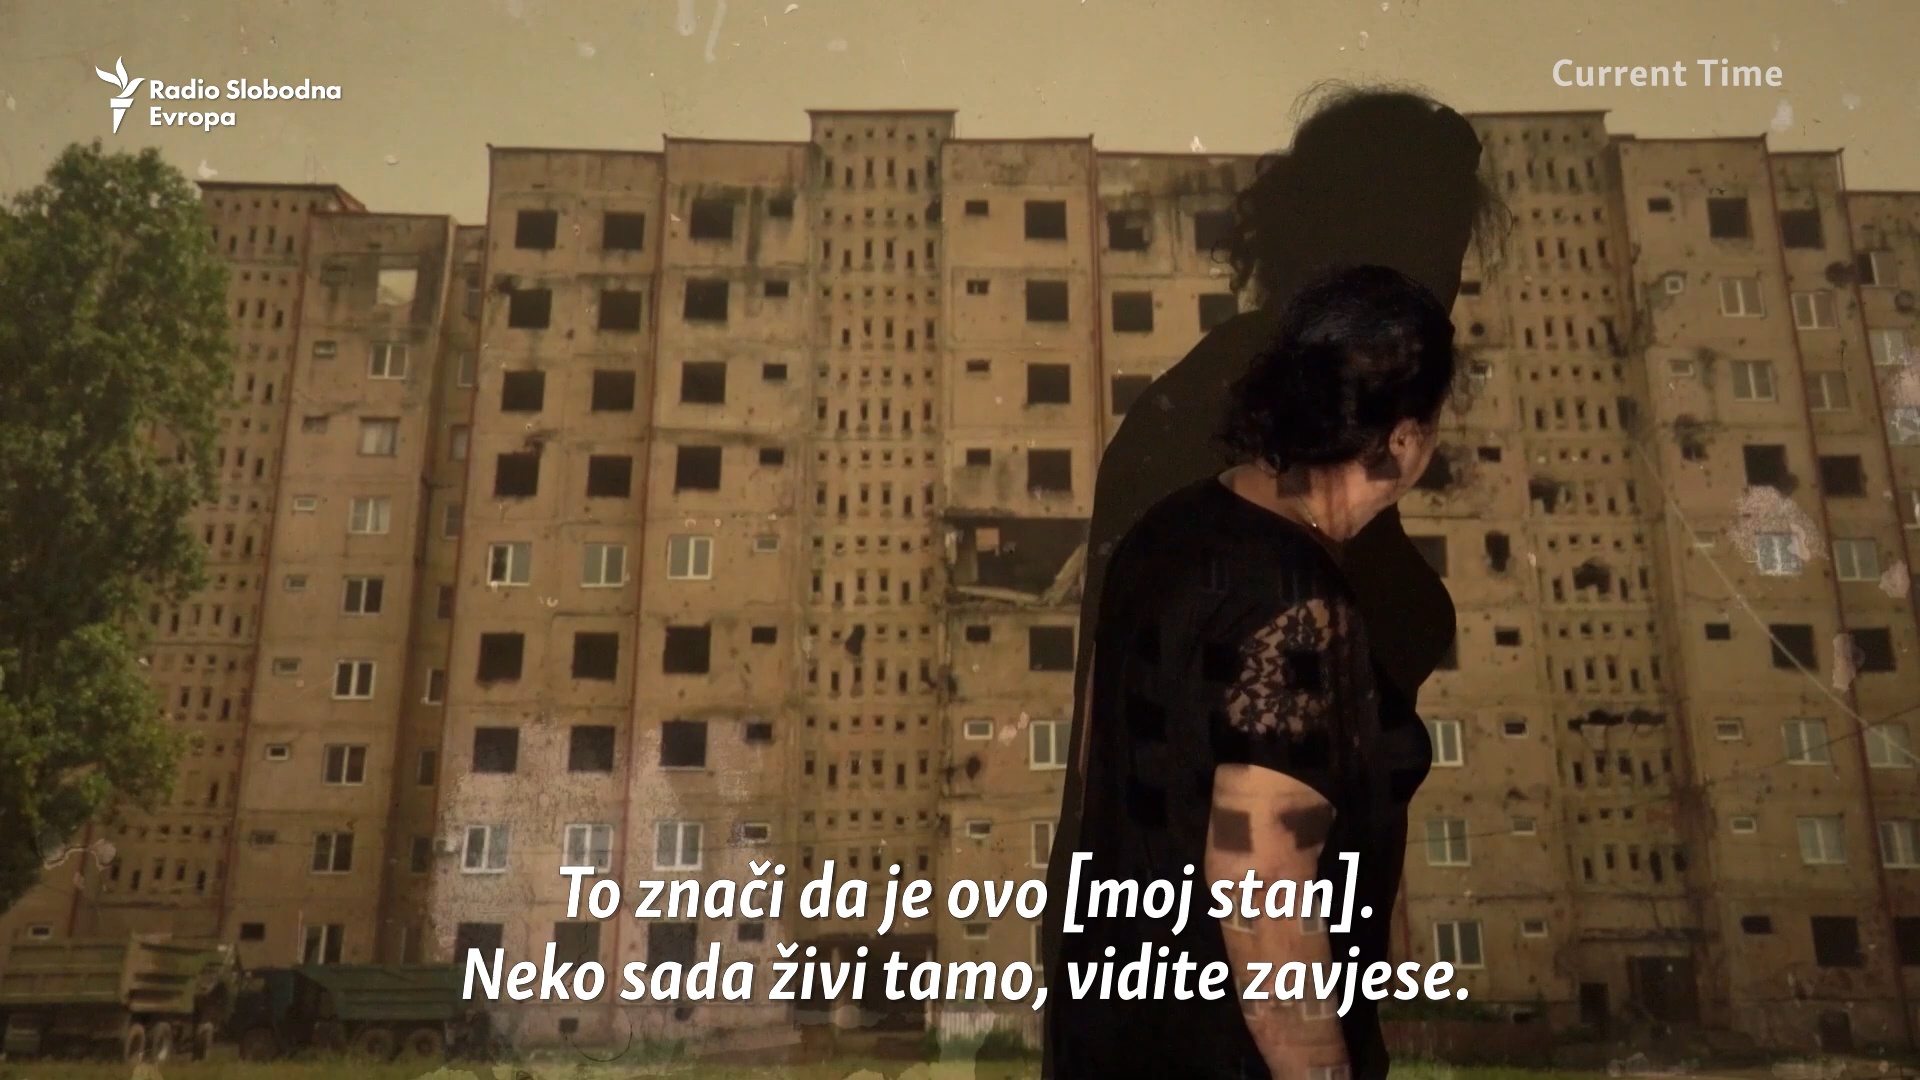 Radio Slobodna
Evropa
Current Time
To znači da je ovo [moj stan].
Neko sada živi tamo, vidite zavjese.